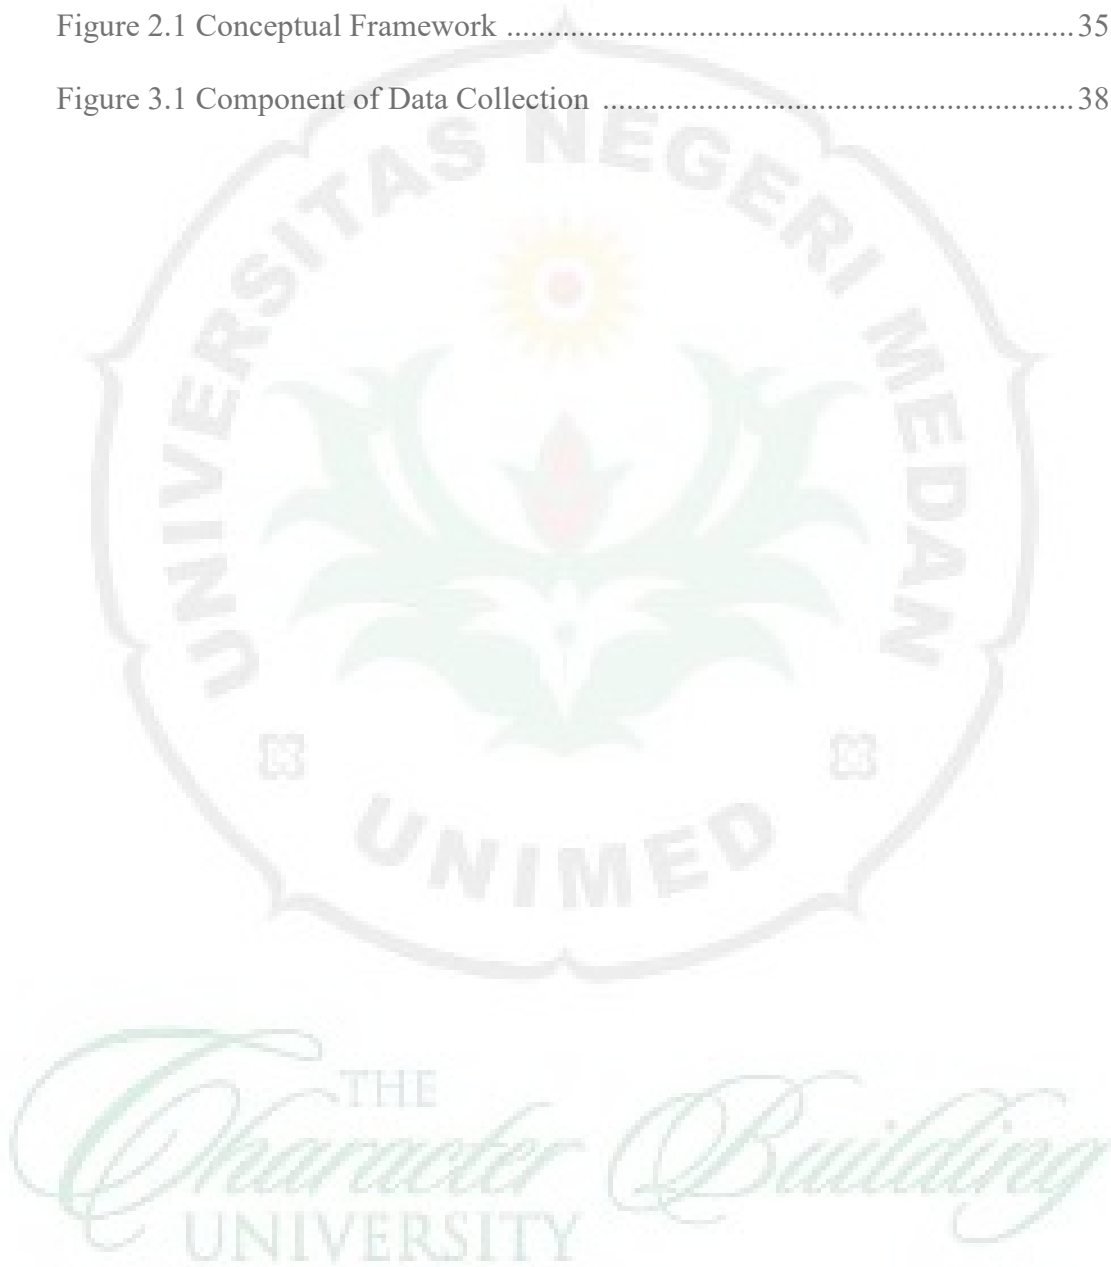 Figure 2.1 Conceptual Framework ........................................................................35
Figure 3.1 Component of Data Collection ............................................................38
UNIVERSITAS NEGERI MEDAN
UNIMED
THE
Character Building
UNIVERSITY